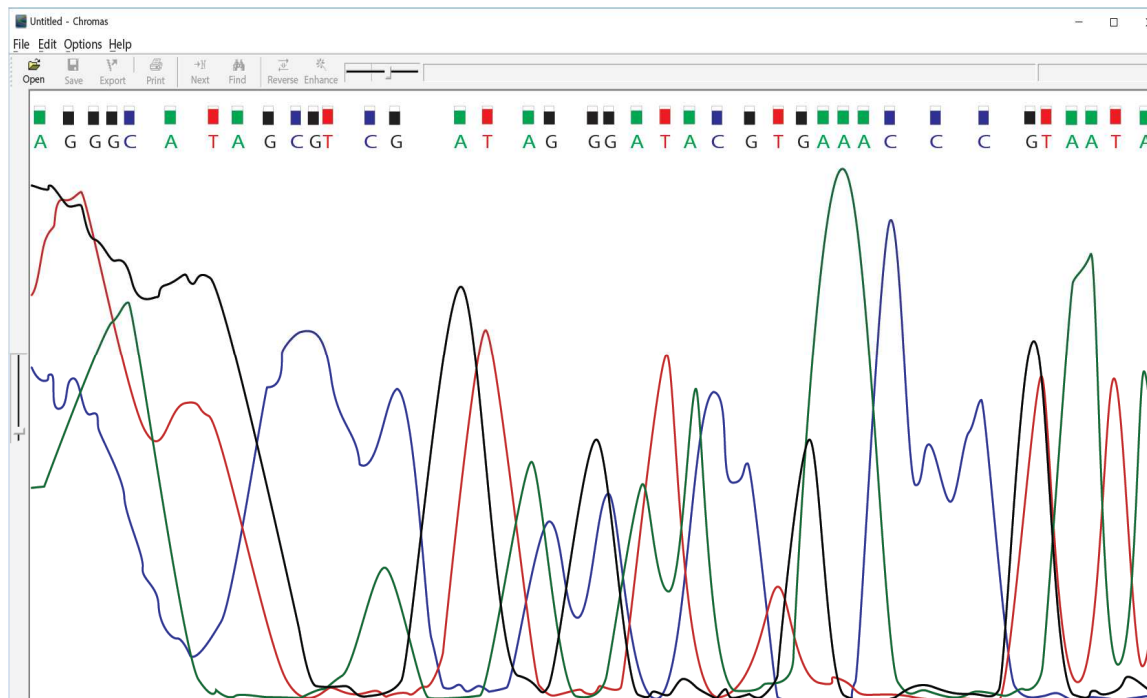 Untitled - Chromas
File Edit Options Help
Open Save Export Print Next Find Reverse Enhance
A G G G C A T A G C G T C G A T A G G G A T A C G T G A A A C C C G T A A T A